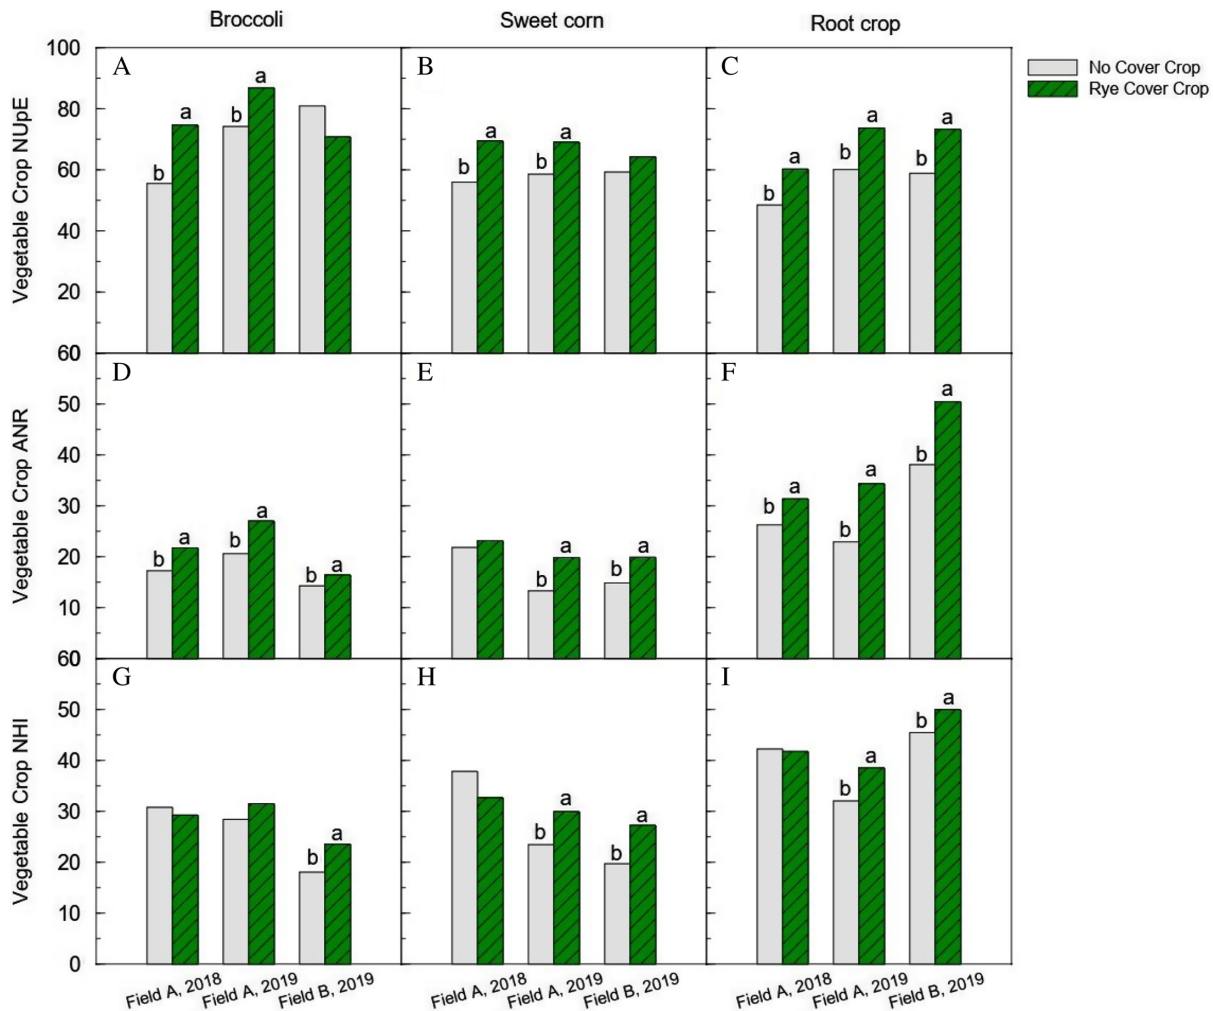 Broccoli Sweet corn Root crop
No Cover Crop
Rye Cover Crop
Vegetable Crop NUpE
100
80
60
40
20
60
A
b a b a
B
b a b a
C
b a b a b a
Vegetable Crop ANR
50
40
30
20
10
60
D
b a b a b a
E
b a b a
F
b a b a b a
Vegetable Crop NHI
50
40
30
20
10
0
G
b a
H
b a b a
I
b a b a
Field A, 2018 Field A, 2019 Field B, 2019 Field A, 2018 Field A, 2019 Field B, 2019 Field A, 2018 Field A, 2019 Field B, 2019